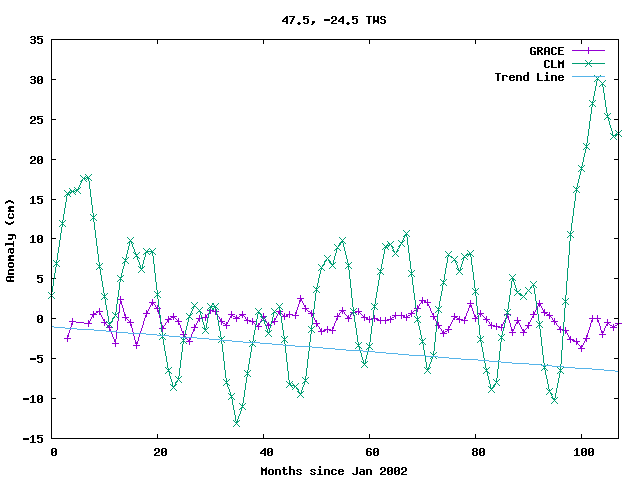 47.5, -24.5 TWS
GRACE
CLM
Trend Line
35
30
25
20
15
10
5
0
-5
-10
-15
Anomaly (cm)
0 20 40 60 80 100
Months since Jan 2002